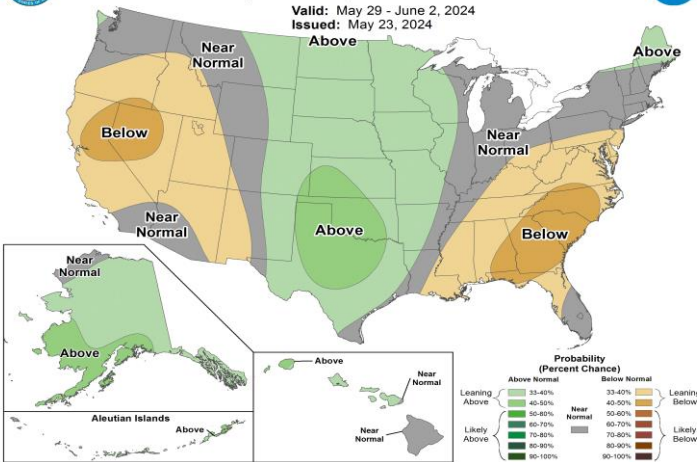 Valid: May 29 - June 2, 2024
Issued: May 23, 2024
Near
Normal
Above
Above
Below
Near
Normal
Near
Normal
Above
Below
Near
Normal
Above
Above
Near
Normal
Near
Normal
Aleutian Islands
Above
Probability
(Percent Chance)
Above Normal
Below Normal
Leaning
Above
33-40%
40-50%
50-60%
Likely
Above
60-70%
70-80%
80-90%
90-100%
Near
Normal
33-40%
40-50%
50-60%
60-70%
70-80%
80-90%
90-100%
Leaning
Below
Likely
Below